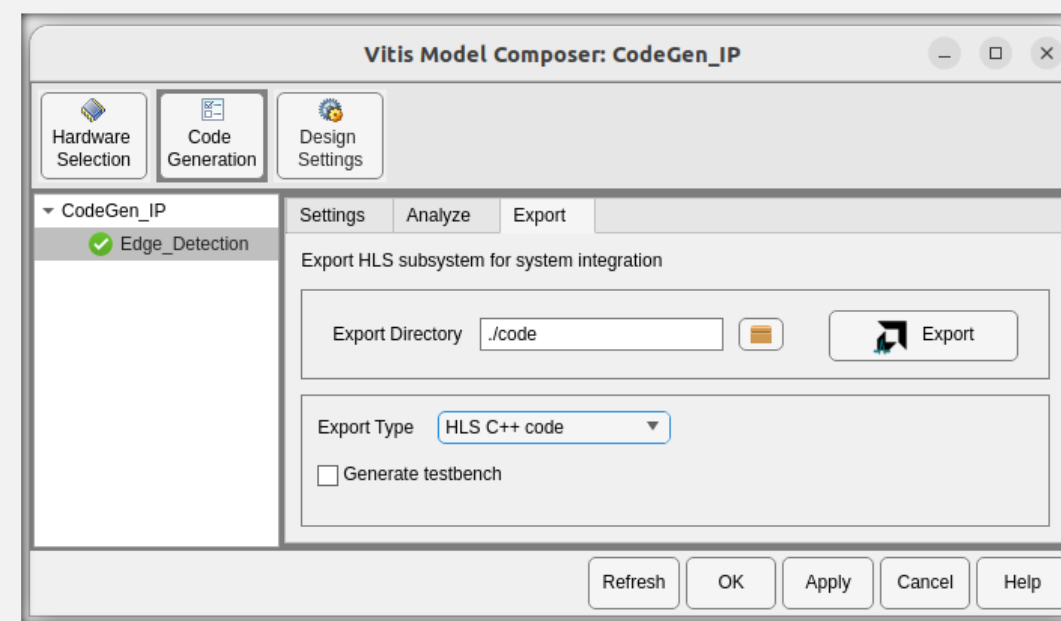 Vitis Model Composer: CodeGen_IP
Hardware Selection
Code Generation
Design Settings
CodeGen_IP
Edge_Detection
Settings Analyze Export
Export HLS subsystem for system integration
Export Directory ./code Export
Export Type HLS C++ code
Generate testbench
Refresh OK Apply Cancel Help